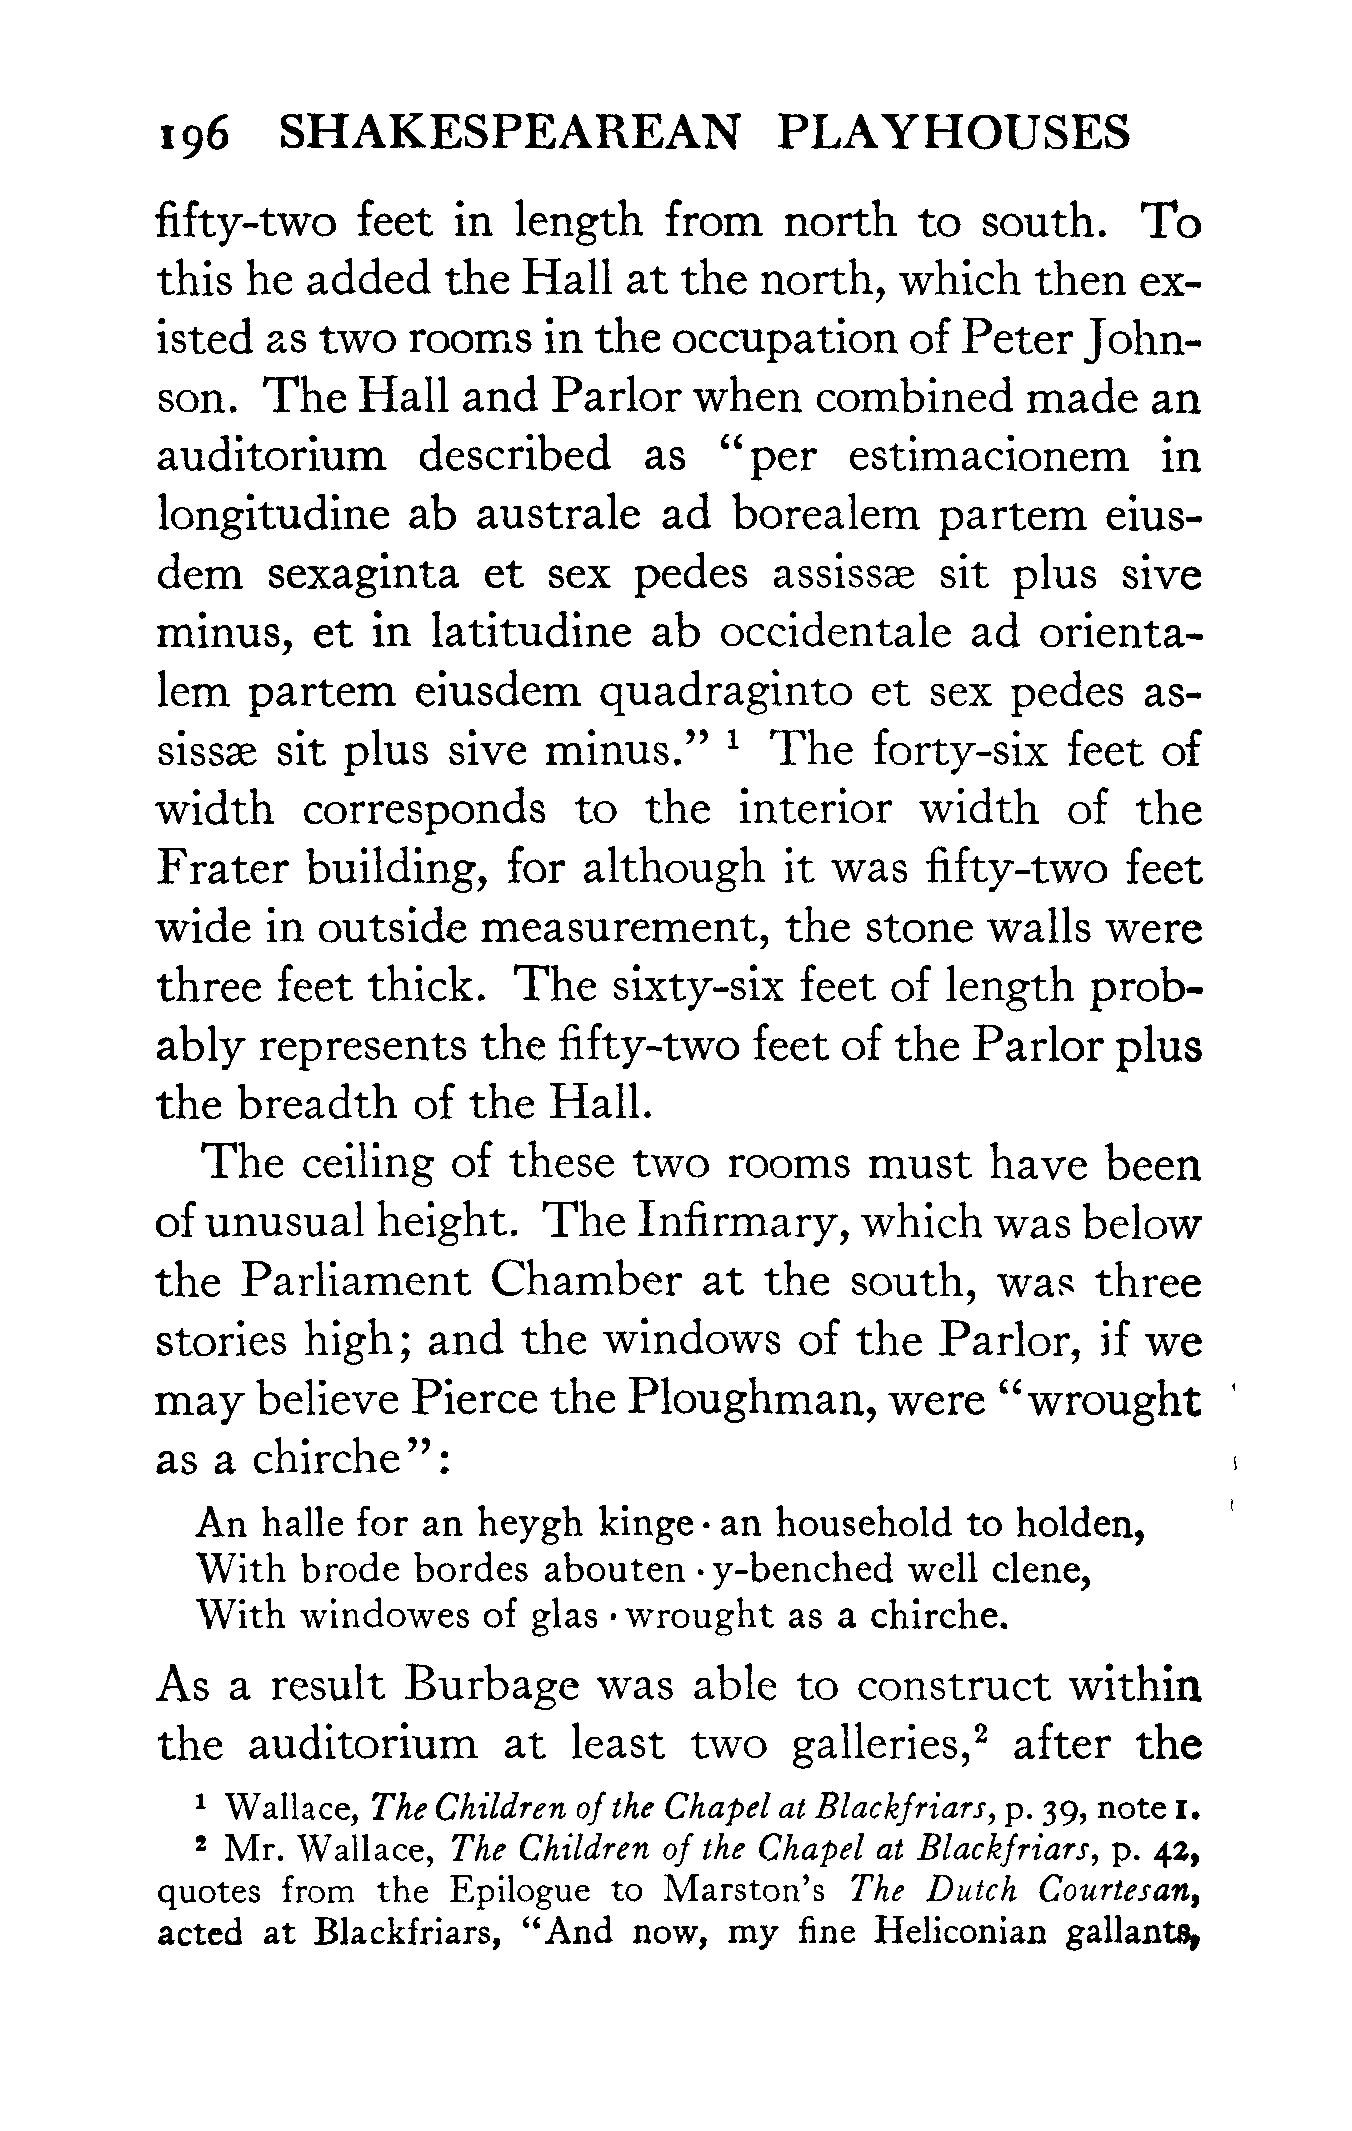 196 SHAKESPEAREAN PLAYHOUSES
fifty-two feet in length from north to south. To
this he added the Hall at the north, which then ex-
isted as two rooms in the occupation of Peter John-
son. The Hall and Parlor when combined made an
auditorium described as “per estimacionem in
longitudine ab australe ad borealem partem eius-
dem sexaginta et sex pedes assissæ sit plus sive
minus, et in latitudine ab occidentale ad orienta-
lem partem eiusdem quadraginto et sex pedes as-
sissæ sit plus sive minus.” ¹ The forty-six feet of
width corresponds to the interior width of the
Frater building, for although it was fifty-two feet
wide in outside measurement, the stone walls were
three feet thick. The sixty-six feet of length prob-
ably represents the fifty-two feet of the Parlor plus
the breadth of the Hall.
The ceiling of these two rooms must have been
of unusual height. The Infirmary, which was below
the Parliament Chamber at the south, was three
stories high; and the windows of the Parlor, if we
may believe Pierce the Ploughman, were “wrought
as a chirche”:
An halle for an heygh kinge · an household to holden,
With brode bordes abouten · y-benched well clene,
With windowes of glas · wrought as a chirche.
As a result Burbage was able to construct within
the auditorium at least two galleries,² after the
¹ Wallace, The Children of the Chapel at Blackfriars, p. 39, note 1.
² Mr. Wallace, The Children of the Chapel at Blackfriars, p. 42,
quotes from the Epilogue to Marston’s The Dutch Courtesan,
acted at Blackfriars, “And now, my fine Heliconian gallants,